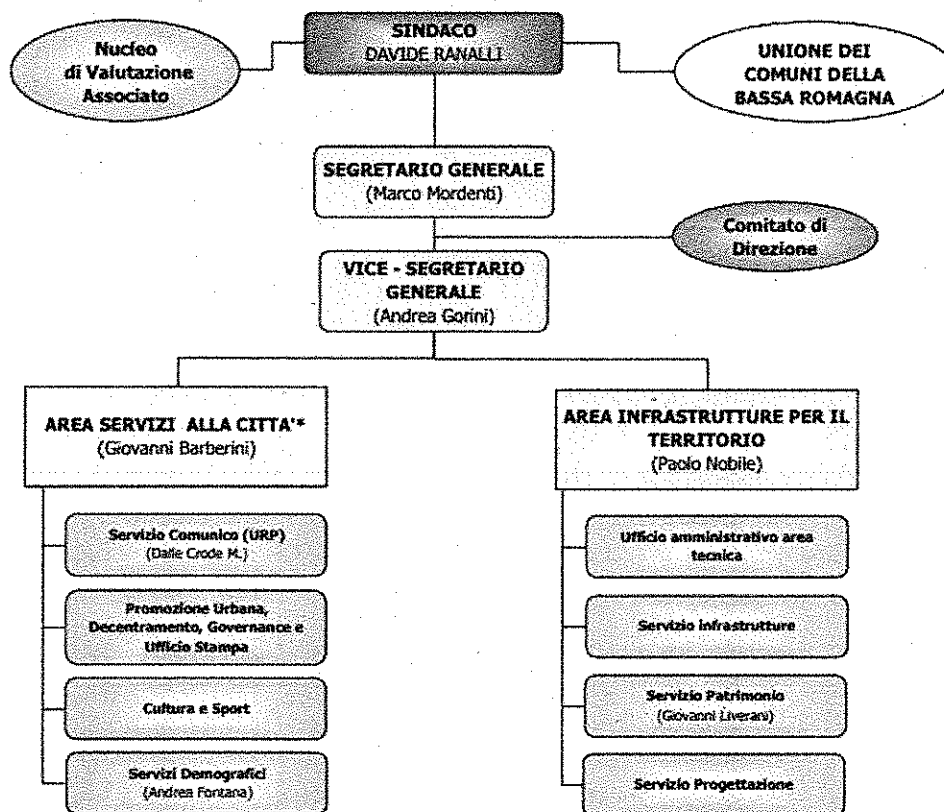 SINDACO
DAVIDE RANALLI
Nucleo
di Valutazione
Associato
UNIONE DEI
COMUNI DELLA
BASSA ROMAGNA
SEGRETARIO GENERALE
(Marco Mordenti)
Comitato di
Direzione
VICE - SEGRETARIO
GENERALE
(Andrea Gorini)
AREA SERVIZI ALLA CITTA'*
(Giovanni Barberini)
Servizio Comunico (URP)
(Dalle Crode M.)
Promozione Urbana,
Decentramento, Governance e
Ufficio Stampa
Cultura e Sport
Servizi Demografici
(Andrea Fontana)
AREA INFRASTRUTTURE PER IL
TERRITORIO
(Paolo Nobile)
Ufficio amministrativo area
tecnica
Servizio infrastrutture
Servizio Patrimonio
(Giovanni Liverani)
Servizio Progettazione